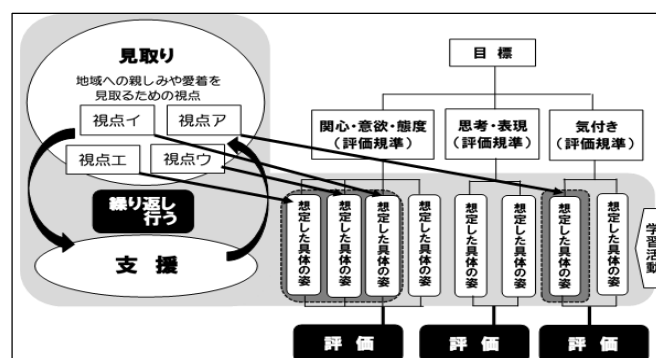 見取り
地域への親しみや愛着を
見取るための視点
視点イ
視点ア
視点エ
視点ウ
繰り返し
行う
支援
目標
関心・意欲・態度
（評価規準）
思考・表現
（評価規準）
気付き
（評価規準）
想定した具体の姿
想定した具体の姿
想定した具体の姿
想定した具体の姿
想定した具体の姿
想定した具体の姿
想定した具体の姿
想定した具体の姿
学習活動
評価
評価
評価